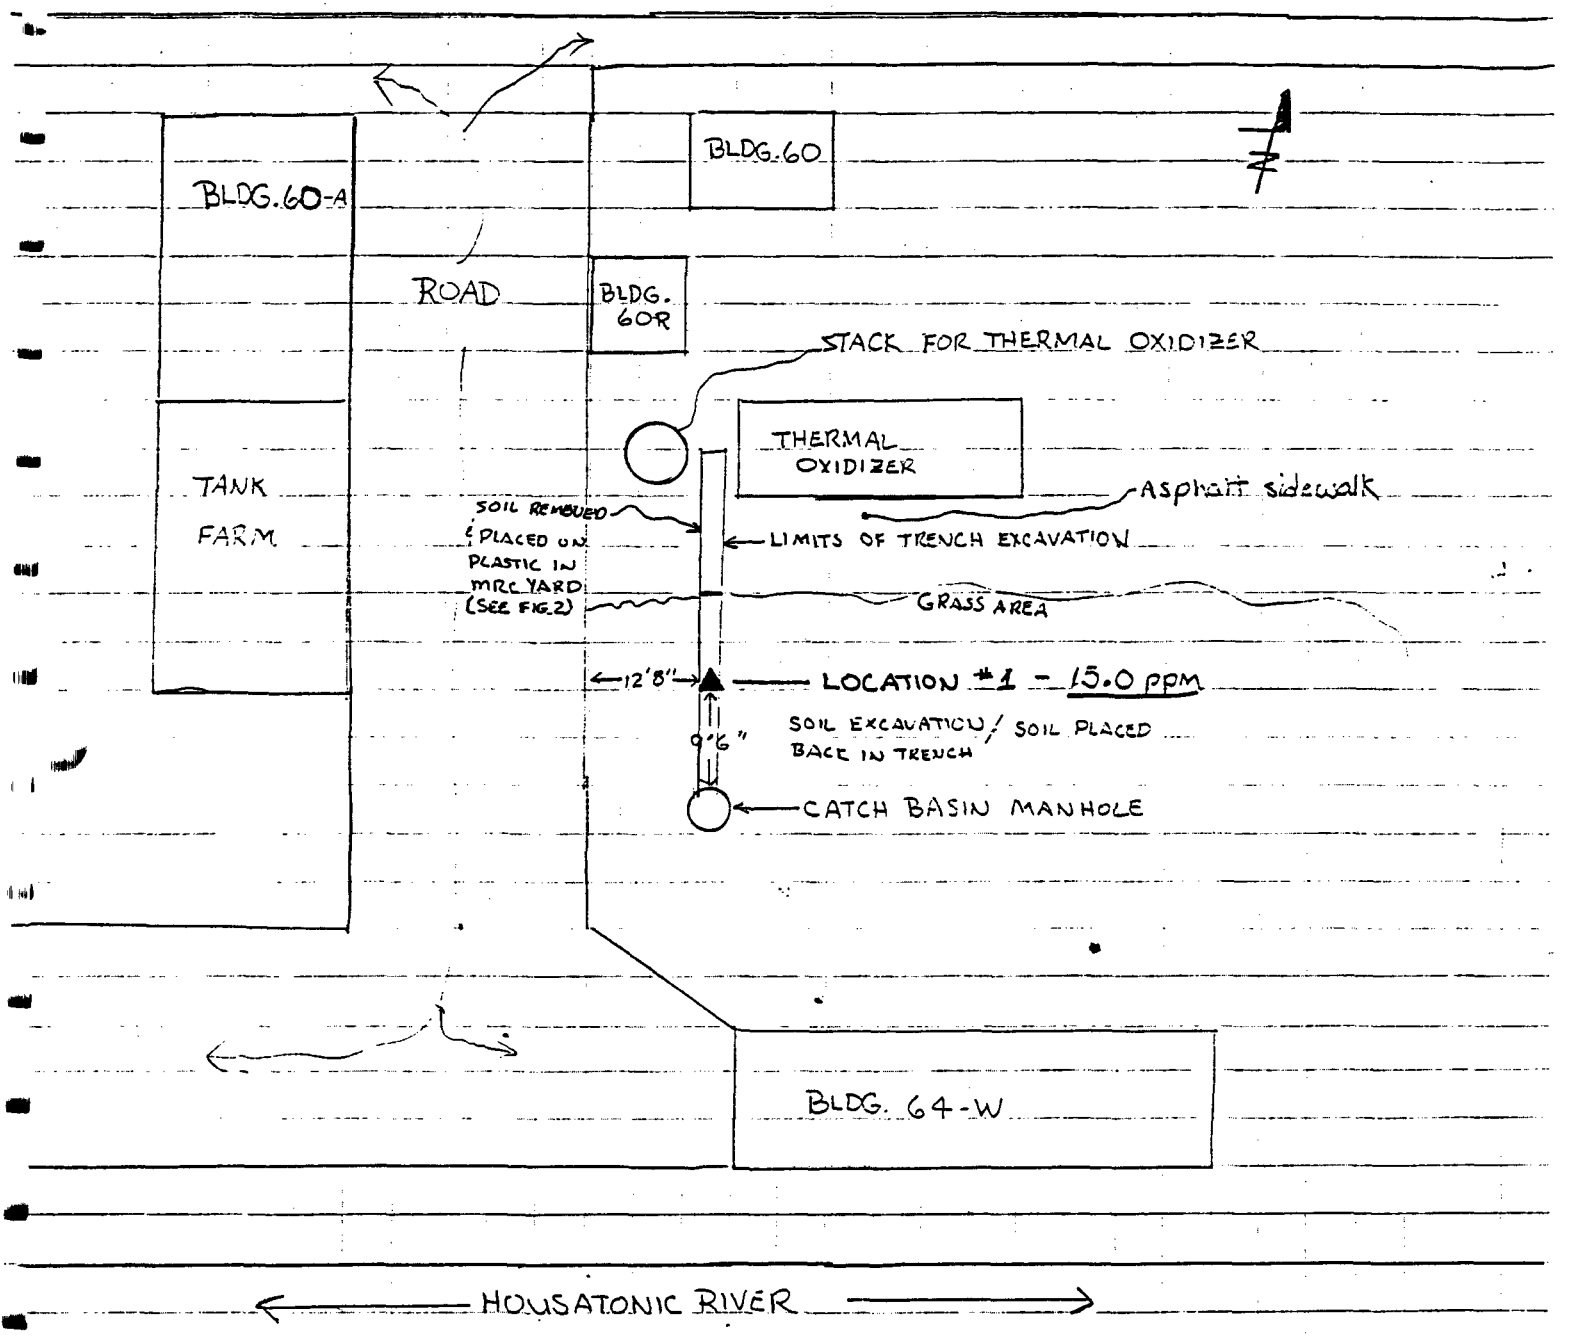 BLDG.60
N
BLDG.60-A
ROAD
BLDG.
60R
STACK FOR THERMAL OXIDIZER
THERMAL
OXIDIZER
TANK
FARM
Asphalt sidewalk
SOIL REMOVED
& PLACED ON
PLASTIC IN
MRC YARD
(SEE FIG.2)
LIMITS OF TRENCH EXCAVATION
GRASS AREA
12'8"
LOCATION #1 - 15.0 ppm
9'6"
SOIL EXCAVATION / SOIL PLACED
BACK IN TRENCH
CATCH BASIN MANHOLE
BLDG. 64-W
HOUSATONIC RIVER